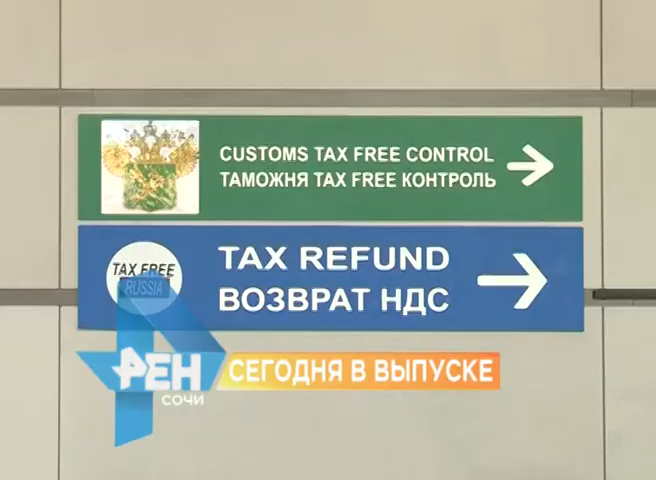 CUSTOMS TAX FREE CONTROL
ТАМОЖНЯ TAX FREE КОНТРОЛЬ
TAX FREE
RUSSIA
TAX REFUND
ВОЗВРАТ НДС
РЕН
СОЧИ
СЕГОДНЯ В ВЫПУСКЕ